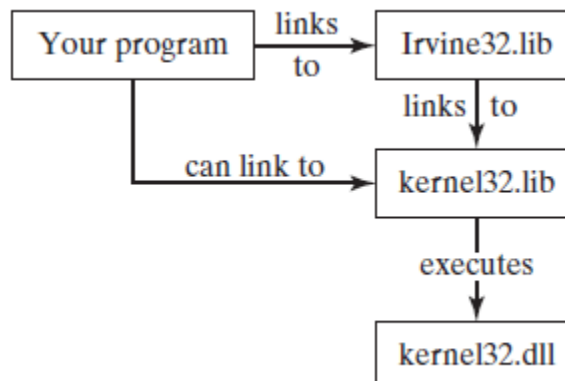 Your program
links
to
Irvine32.lib
links to
can link to
kernel32.lib
executes
kernel32.dll